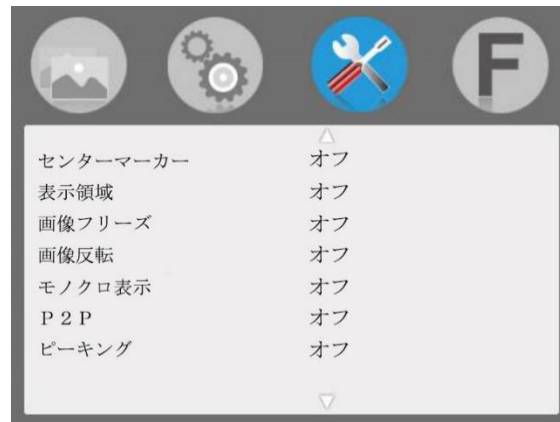 F
センターマーカー オフ
表示領域 オフ
画像フリーズ オフ
画像反転 オフ
モノクロ表示 オフ
Ｐ２Ｐ オフ
ピーキング オフ